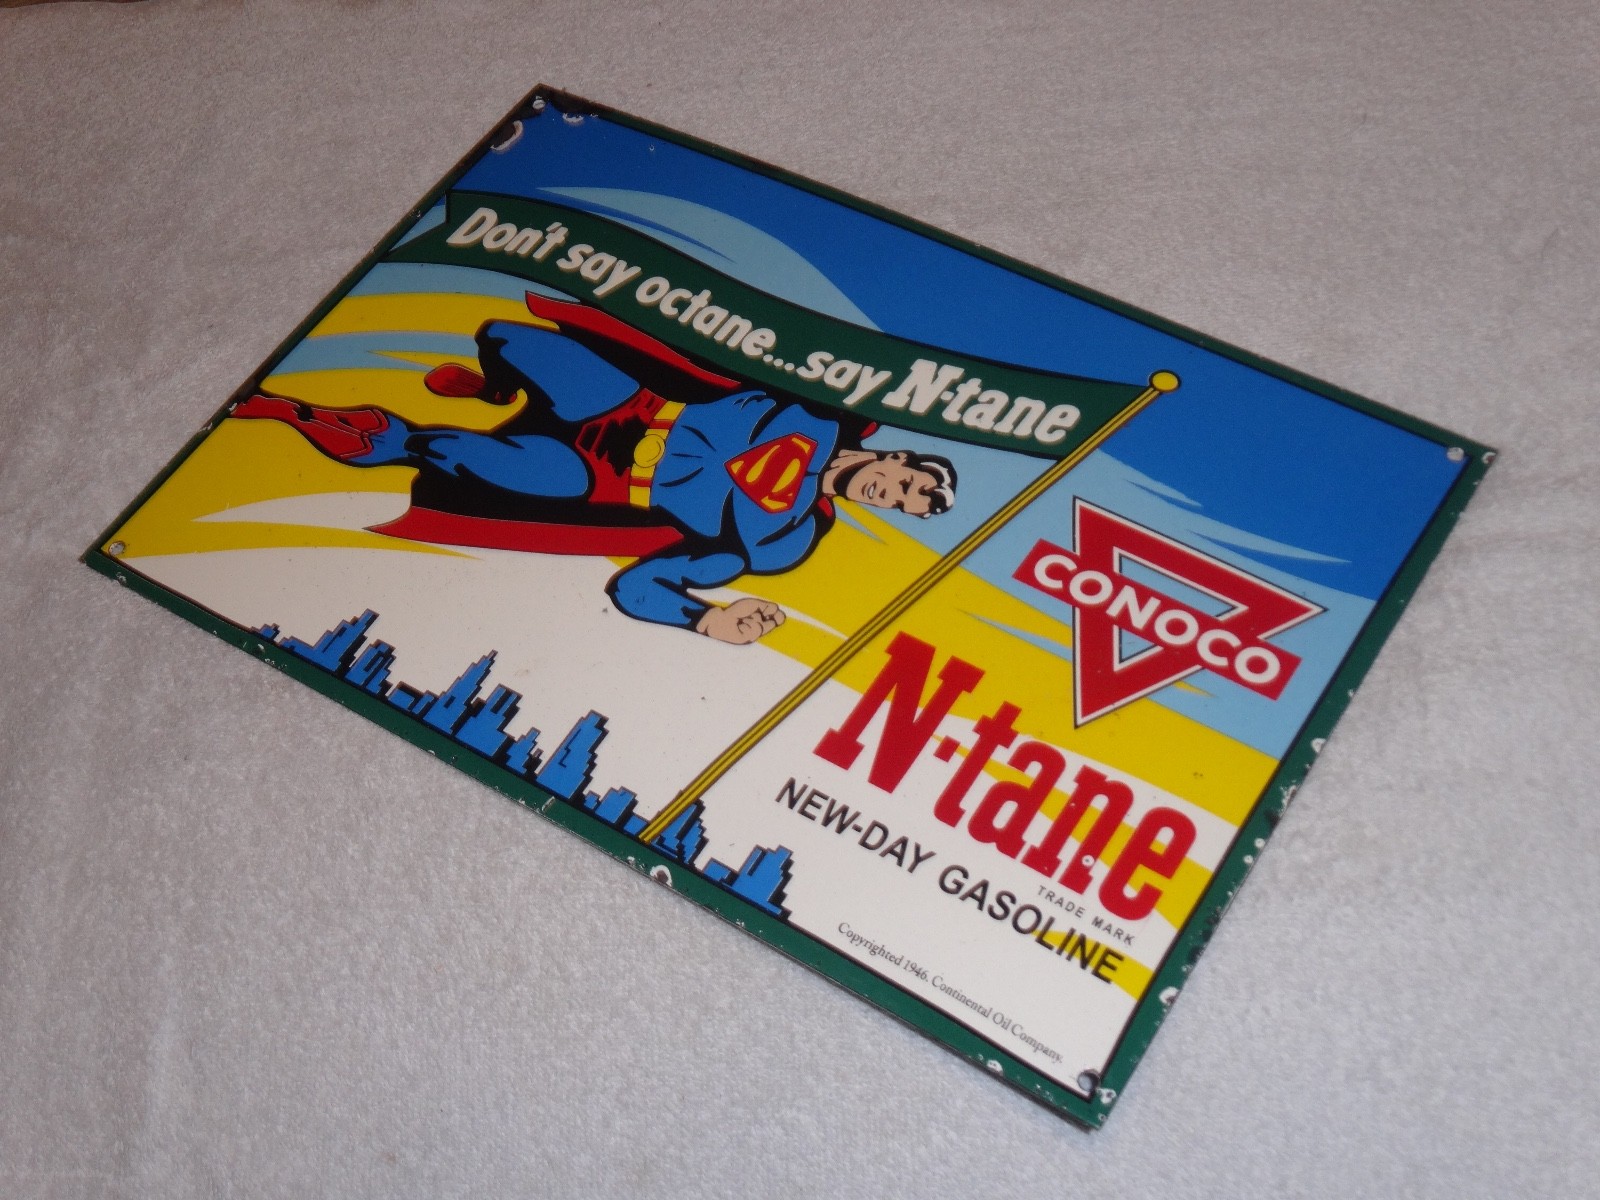 Don't say octane...say N-tane
CONOCO
N-tane
TRADE MARK
NEW-DAY GASOLINE
Copyrighted 1946. Continental Oil Company.